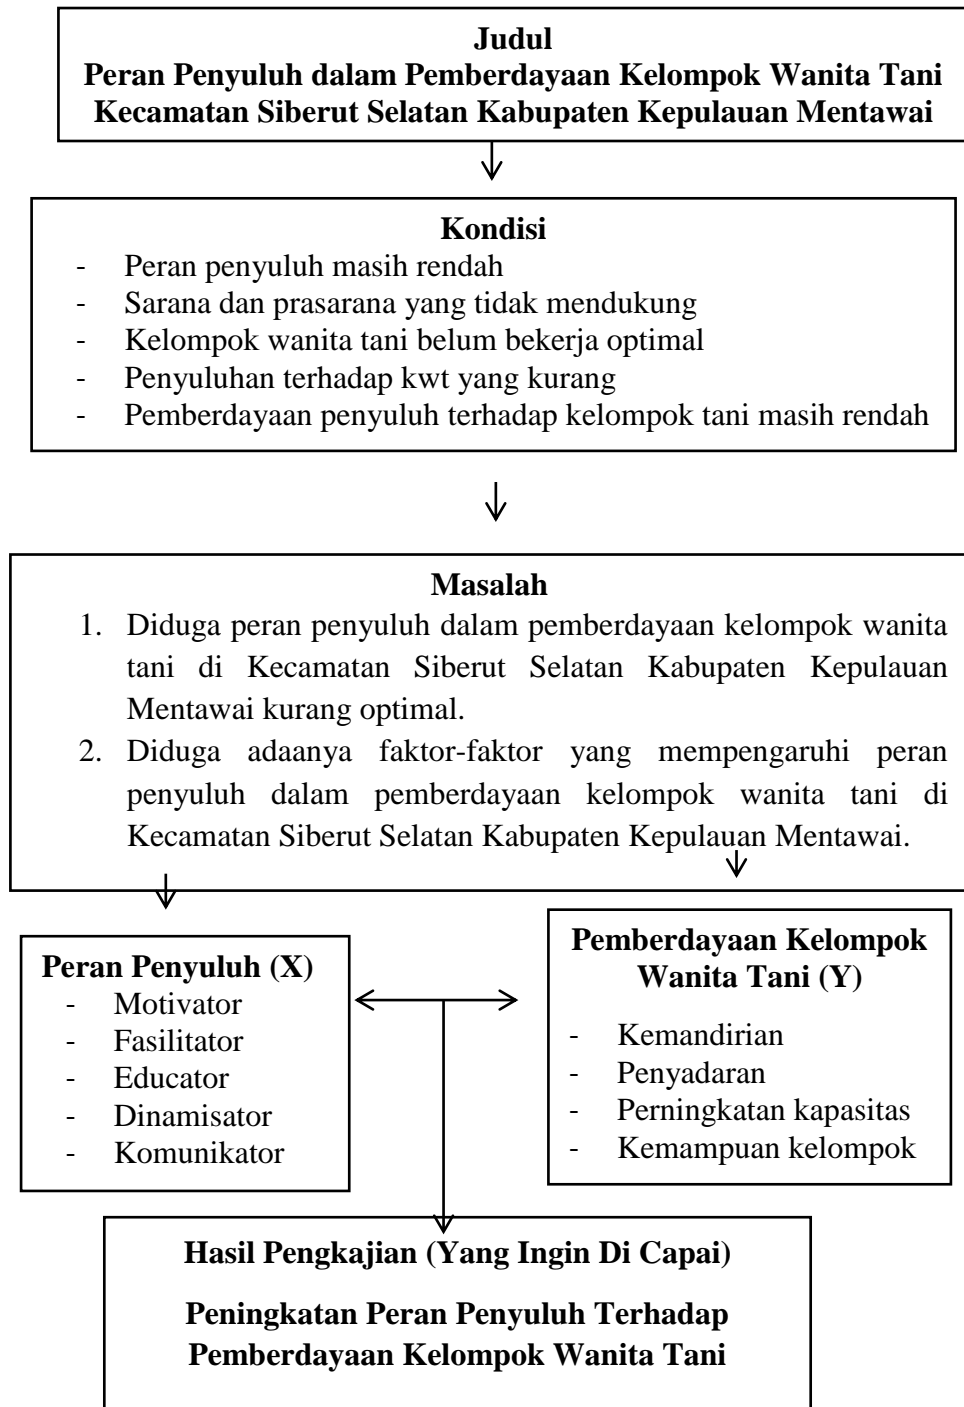 Judul
Peran Penyuluh dalam Pemberdayaan Kelompok Wanita Tani
Kecamatan Siberut Selatan Kabupaten Kepulauan Mentawai
Kondisi
- Peran penyuluh masih rendah
- Sarana dan prasarana yang tidak mendukung
- Kelompok wanita tani belum bekerja optimal
- Penyuluhan terhadap kwt yang kurang
- Pemberdayaan penyuluh terhadap kelompok tani masih rendah
Masalah
1. Diduga peran penyuluh dalam pemberdayaan kelompok wanita
tani di Kecamatan Siberut Selatan Kabupaten Kepulauan
Mentawai kurang optimal.
2. Diduga adaanya faktor-faktor yang mempengaruhi peran
penyuluh dalam pemberdayaan kelompok wanita tani di
Kecamatan Siberut Selatan Kabupaten Kepulauan Mentawai.
Peran Penyuluh (X)
- Motivator
- Fasilitator
- Educator
- Dinamisator
- Komunikator
Pemberdayaan Kelompok
Wanita Tani (Y)
- Kemandirian
- Penyadaran
- Perningkatan kapasitas
- Kemampuan kelompok
Hasil Pengkajian (Yang Ingin Di Capai)
Peningkatan Peran Penyuluh Terhadap
Pemberdayaan Kelompok Wanita Tani